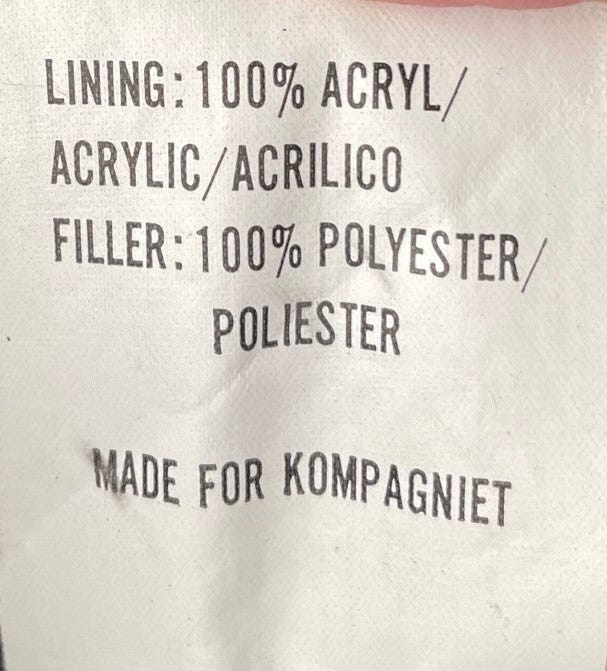 LINING: 100% ACRYL/
ACRYLIC/ACRILICO
FILLER: 100% POLYESTER/
POLIESTER
MADE FOR KOMPAGNIET